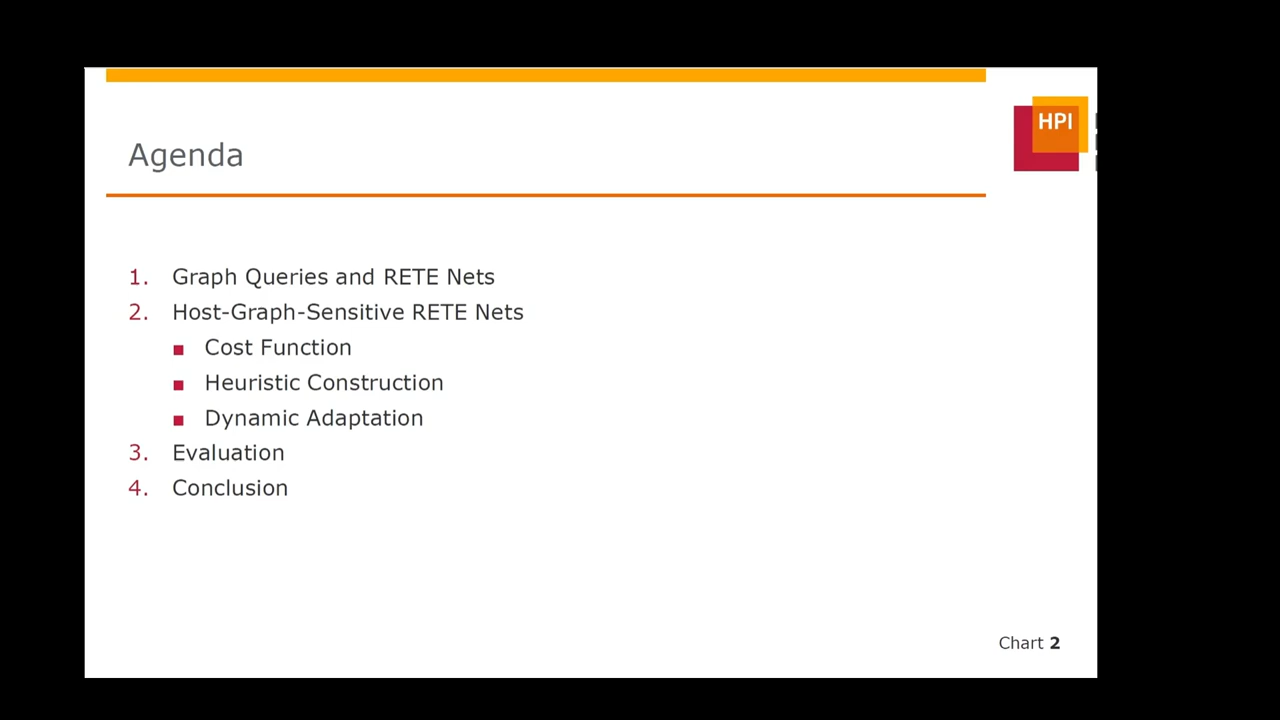 HPI
Agenda
1. Graph Queries and RETE Nets
2. Host-Graph-Sensitive RETE Nets
■ Cost Function
■ Heuristic Construction
■ Dynamic Adaptation
3. Evaluation
4. Conclusion
Chart 2